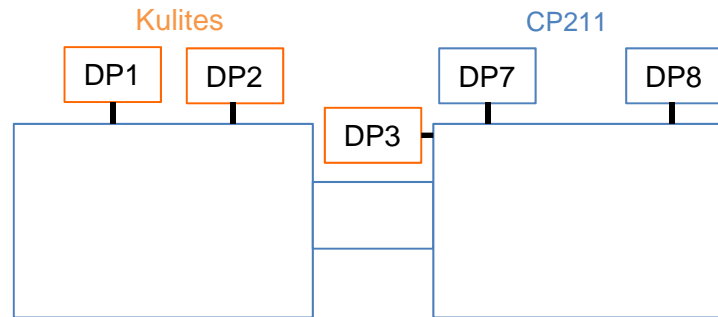 Kulites
CP211
DP1
DP2
DP7
DP8
DP3